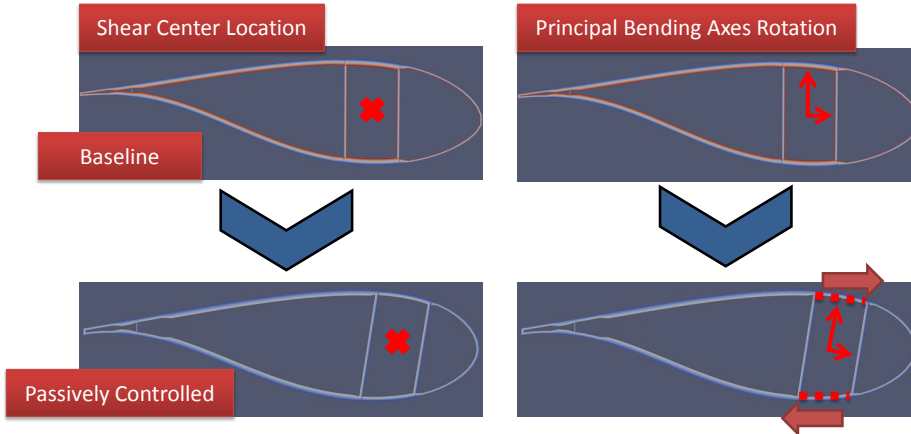 Shear Center Location
Principal Bending Axes Rotation
Baseline
Passively Controlled